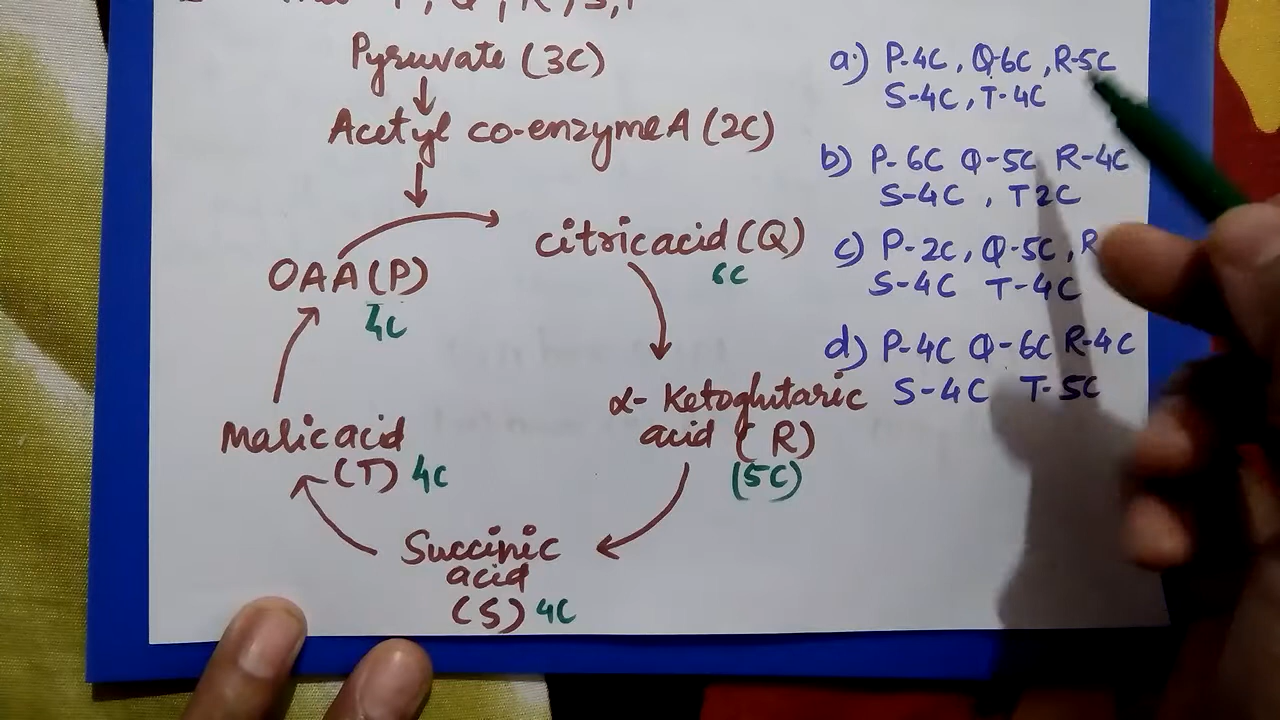 P, Q, R, S, T
Pyruvate (3C)
Acetyl co-enzyme A (2C)
OAA (P)
4C
citric acid (Q)
6C
α- Ketoglutaric
acid (R)
(5C)
Succinic
acid
(S) 4C
Malic acid
(T) 4C
a.) P-4C, Q-6C, R-5C
S-4C, T-4C
b) P-6C Q-5C R-4C
S-4C, T 2C
c) P-2C, Q-5C, R
S-4C T-4C
d) P-4C Q-6C R-4C
S-4C T-5C